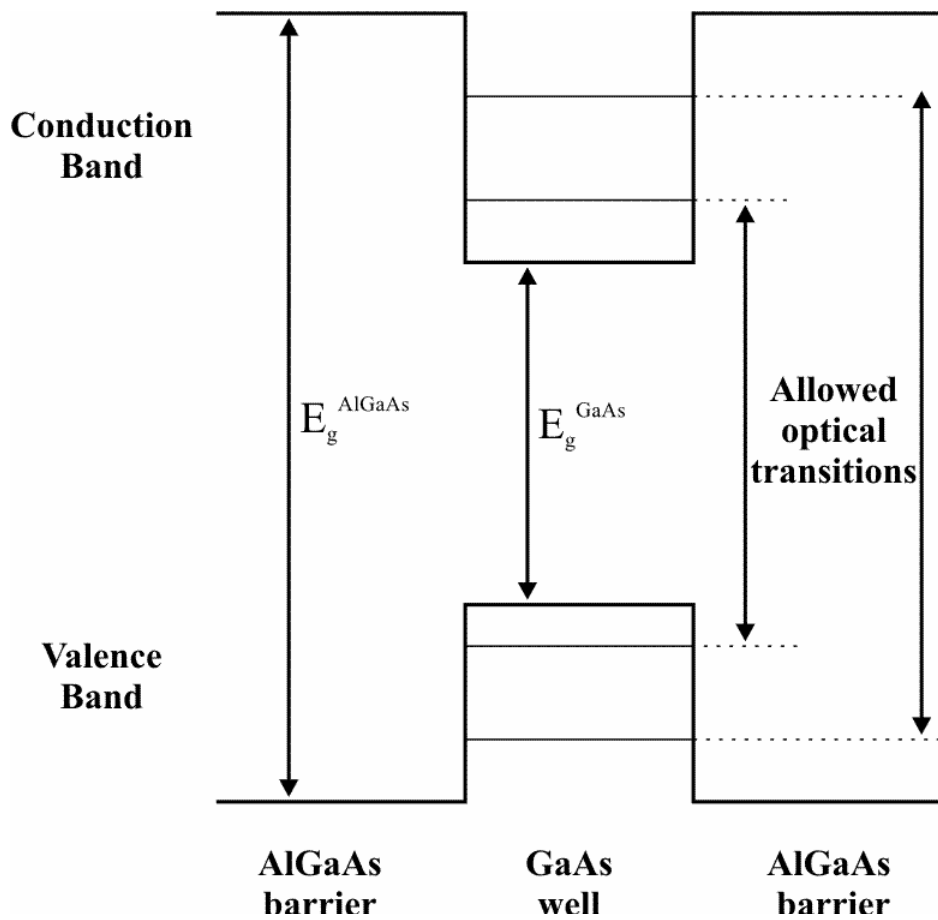 Conduction
Band
E_g^AlGaAs
E_g^GaAs
Allowed
optical
transitions
Valence
Band
AlGaAs
barrier
GaAs
well
AlGaAs
barrier